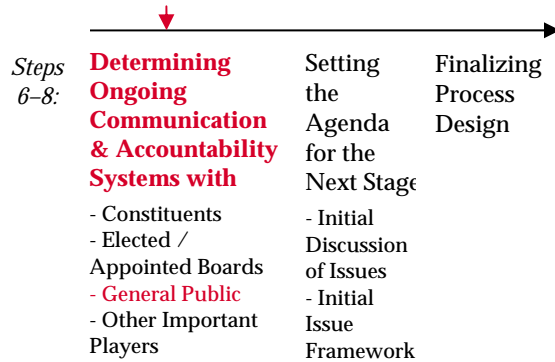 Steps
6–8:
Determining
Ongoing
Communication
& Accountability
Systems with
- Constituents
- Elected /
Appointed Boards
- General Public
- Other Important
Players
Setting
the
Agenda
for the
Next Stage
- Initial
Discussion
of Issues
- Initial
Issue
Framework
Finalizing
Process
Design